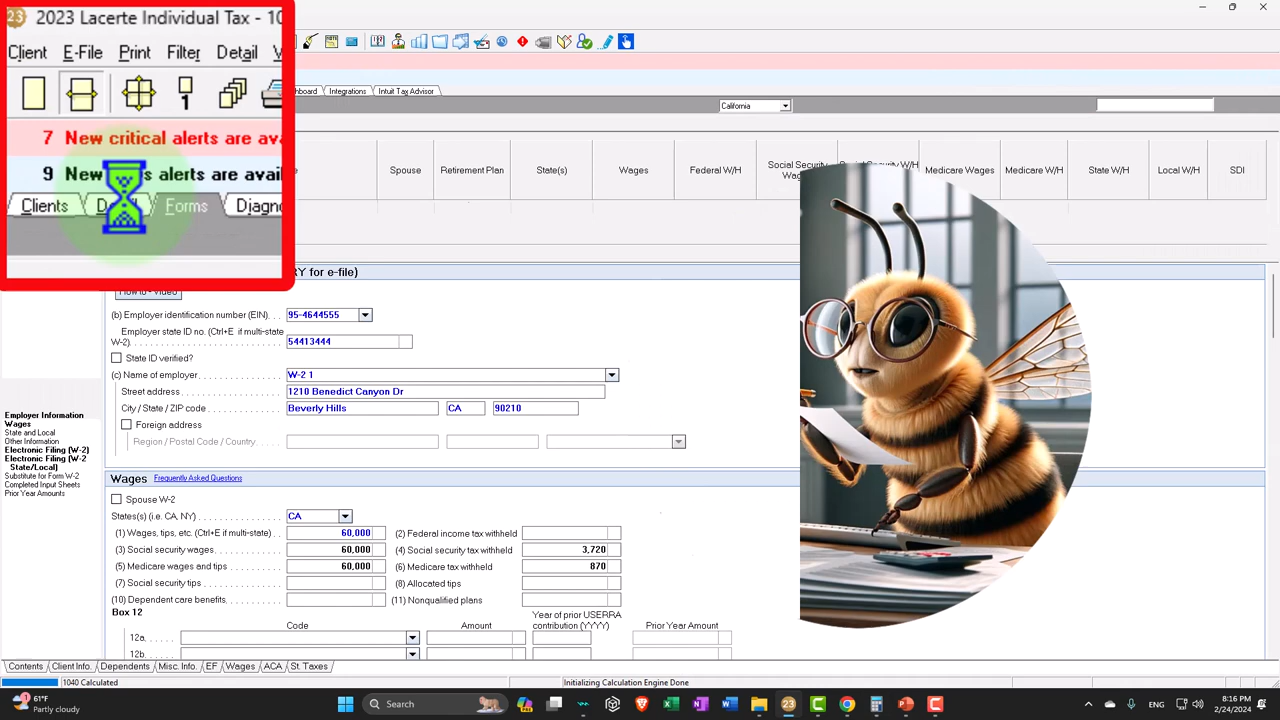 2023 Lacerte Individual Tax - 10
Client E-File Print Filter Detail
7 New critical alerts are ava
9 New alerts are avail
Clients Forms Diagno
hboard Integrations Intuit Tax Advisor
California
Spouse Retirement Plan State(s) Wages Federal W/H Social Security Medicare Wages Medicare W/H State W/H Local W/H SDI
RY for e-file)
How to - Video
(b) Employer identification number (EIN) 95-4644555
Employer state ID no. (Ctrl+E if multi-state
W-2) 54413444
State ID verified?
(c) Name of employer W-2 1
Street address 1210 Benedict Canyon Dr
City / State / ZIP code Beverly Hills CA 90210
Foreign address
Region / Postal Code / Country
Employer Information
Wages
State and Local
Other Information
Electronic Filing (W-2)
Electronic Filing (W-2
State/Local)
Substitute for Form W-2
Completed Input Sheets
Prior Year Amounts
Wages Frequently Asked Questions
Spouse W-2
States(s) (i.e. CA, NY) CA
(1) Wages, tips, etc. (Ctrl+E if multi-state) 60,000 (2) Federal income tax withheld
(3) Social security wages 60,000 (4) Social security tax withheld 3,720
(5) Medicare wages and tips 60,000 (6) Medicare tax withheld 870
(7) Social security tips (8) Allocated tips
(10) Dependent care benefits (11) Nonqualified plans
Box 12
Code Amount Year of prior USERRA contribution (YYYY) Prior Year Amount
12a
12b
Contents Client Info. Dependents Misc. Info. EF Wages ACA St. Taxes
1040 Calculated Initializing Calculation Engine Done
61°F
Partly cloudy
Search
ENG
8:16 PM
2/24/2024